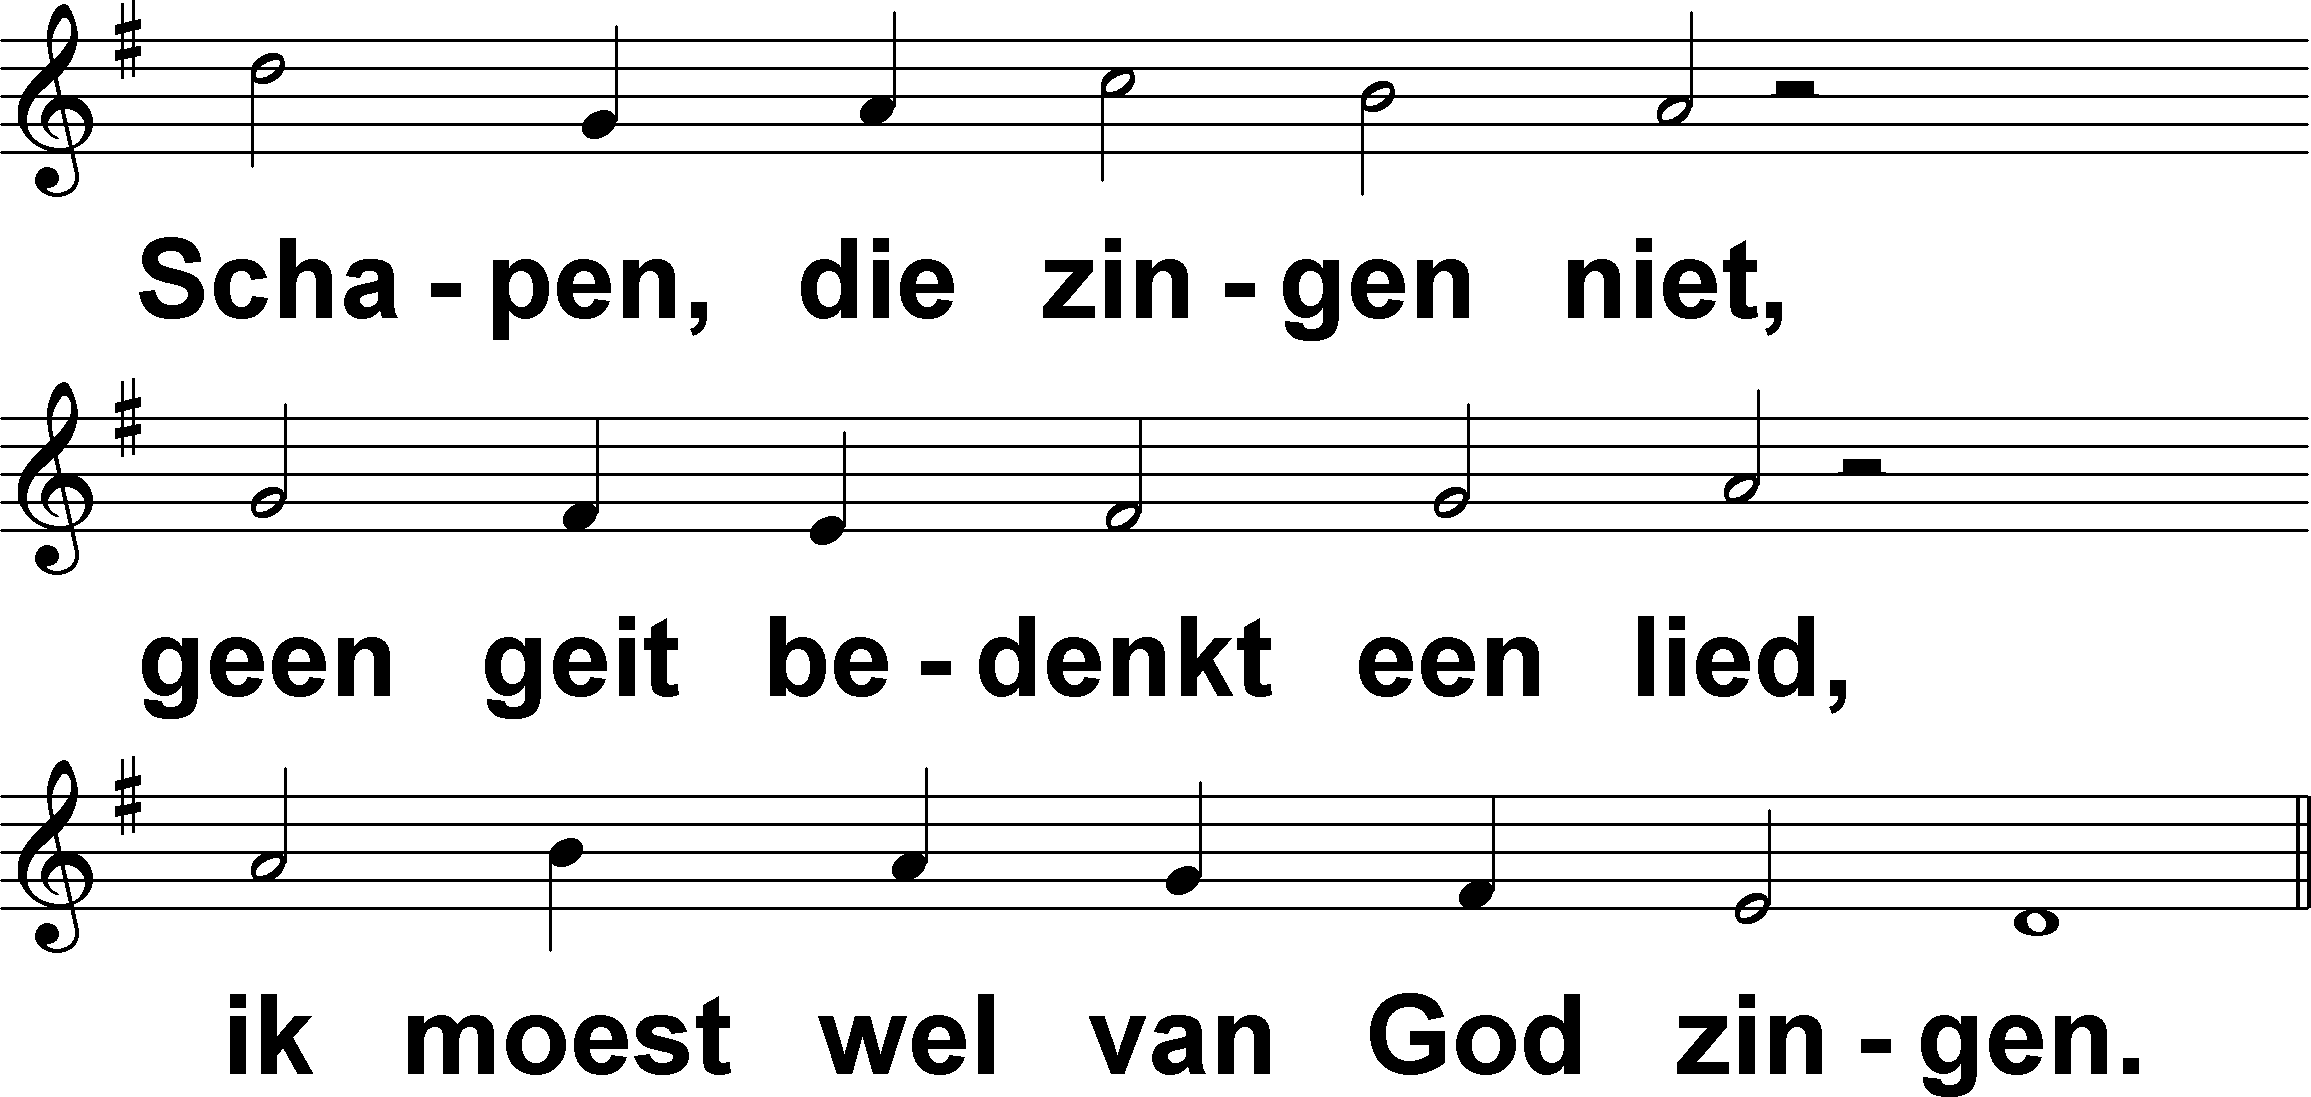 Scha - pen, die zin - gen niet,
geen geit be - denkt een lied,
ik moest wel van God zin - gen.